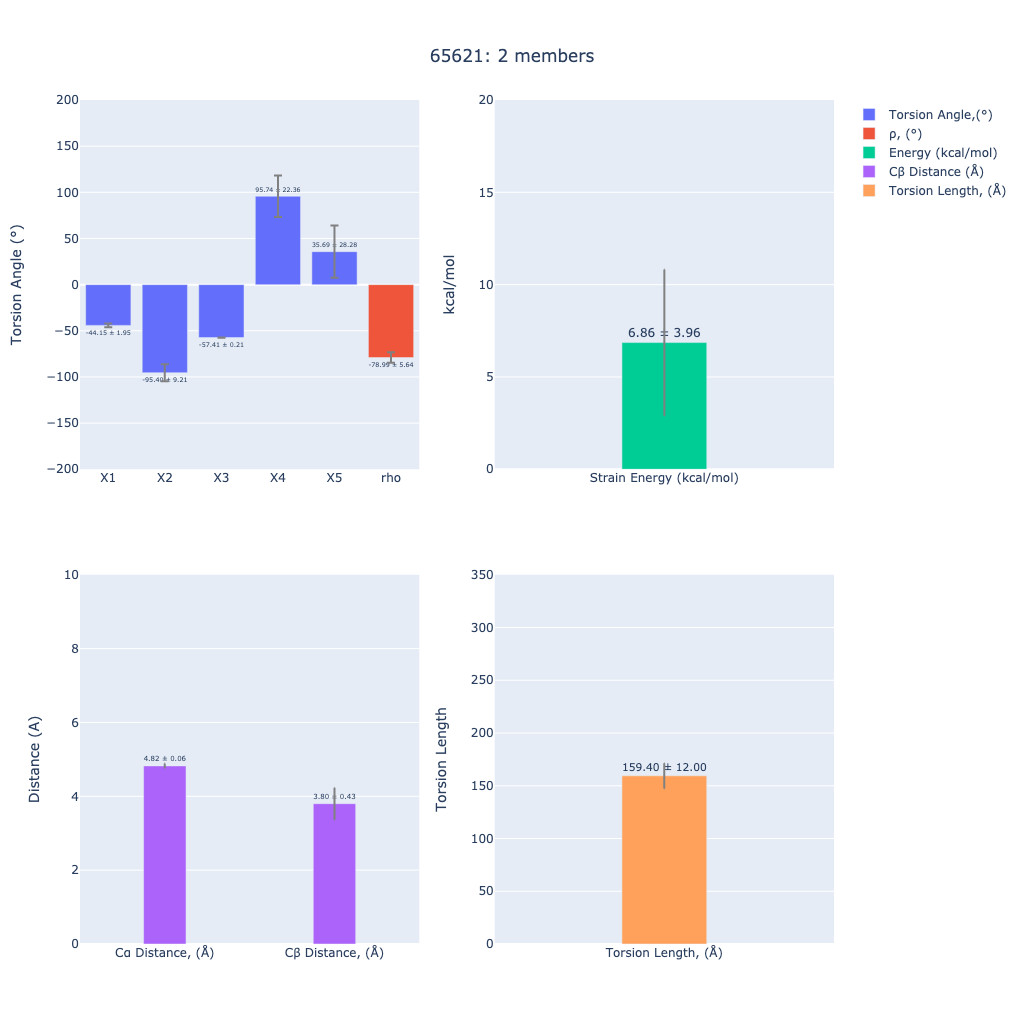 65621: 2 members
200
150
100
50
0
−50
−100
−150
−200
Torsion Angle (°)
-44.15 ± 1.95
-95.40 ± 9.21
-57.41 ± 0.21
95.74 ± 22.36
35.69 ± 28.28
-78.99 ± 5.64
X1 X2 X3 X4 X5 rho
20
15
10
5
0
kcal/mol
6.86 ± 3.96
Strain Energy (kcal/mol)
Torsion Angle,(°)
ρ, (°)
Energy (kcal/mol)
Cβ Distance (Å)
Torsion Length, (Å)
10
8
6
4
2
0
Distance (A)
4.82 ± 0.06
3.80 ± 0.43
Cα Distance, (Å) Cβ Distance, (Å)
350
300
250
200
150
100
50
0
Torsion Length
159.40 ± 12.00
Torsion Length, (Å)